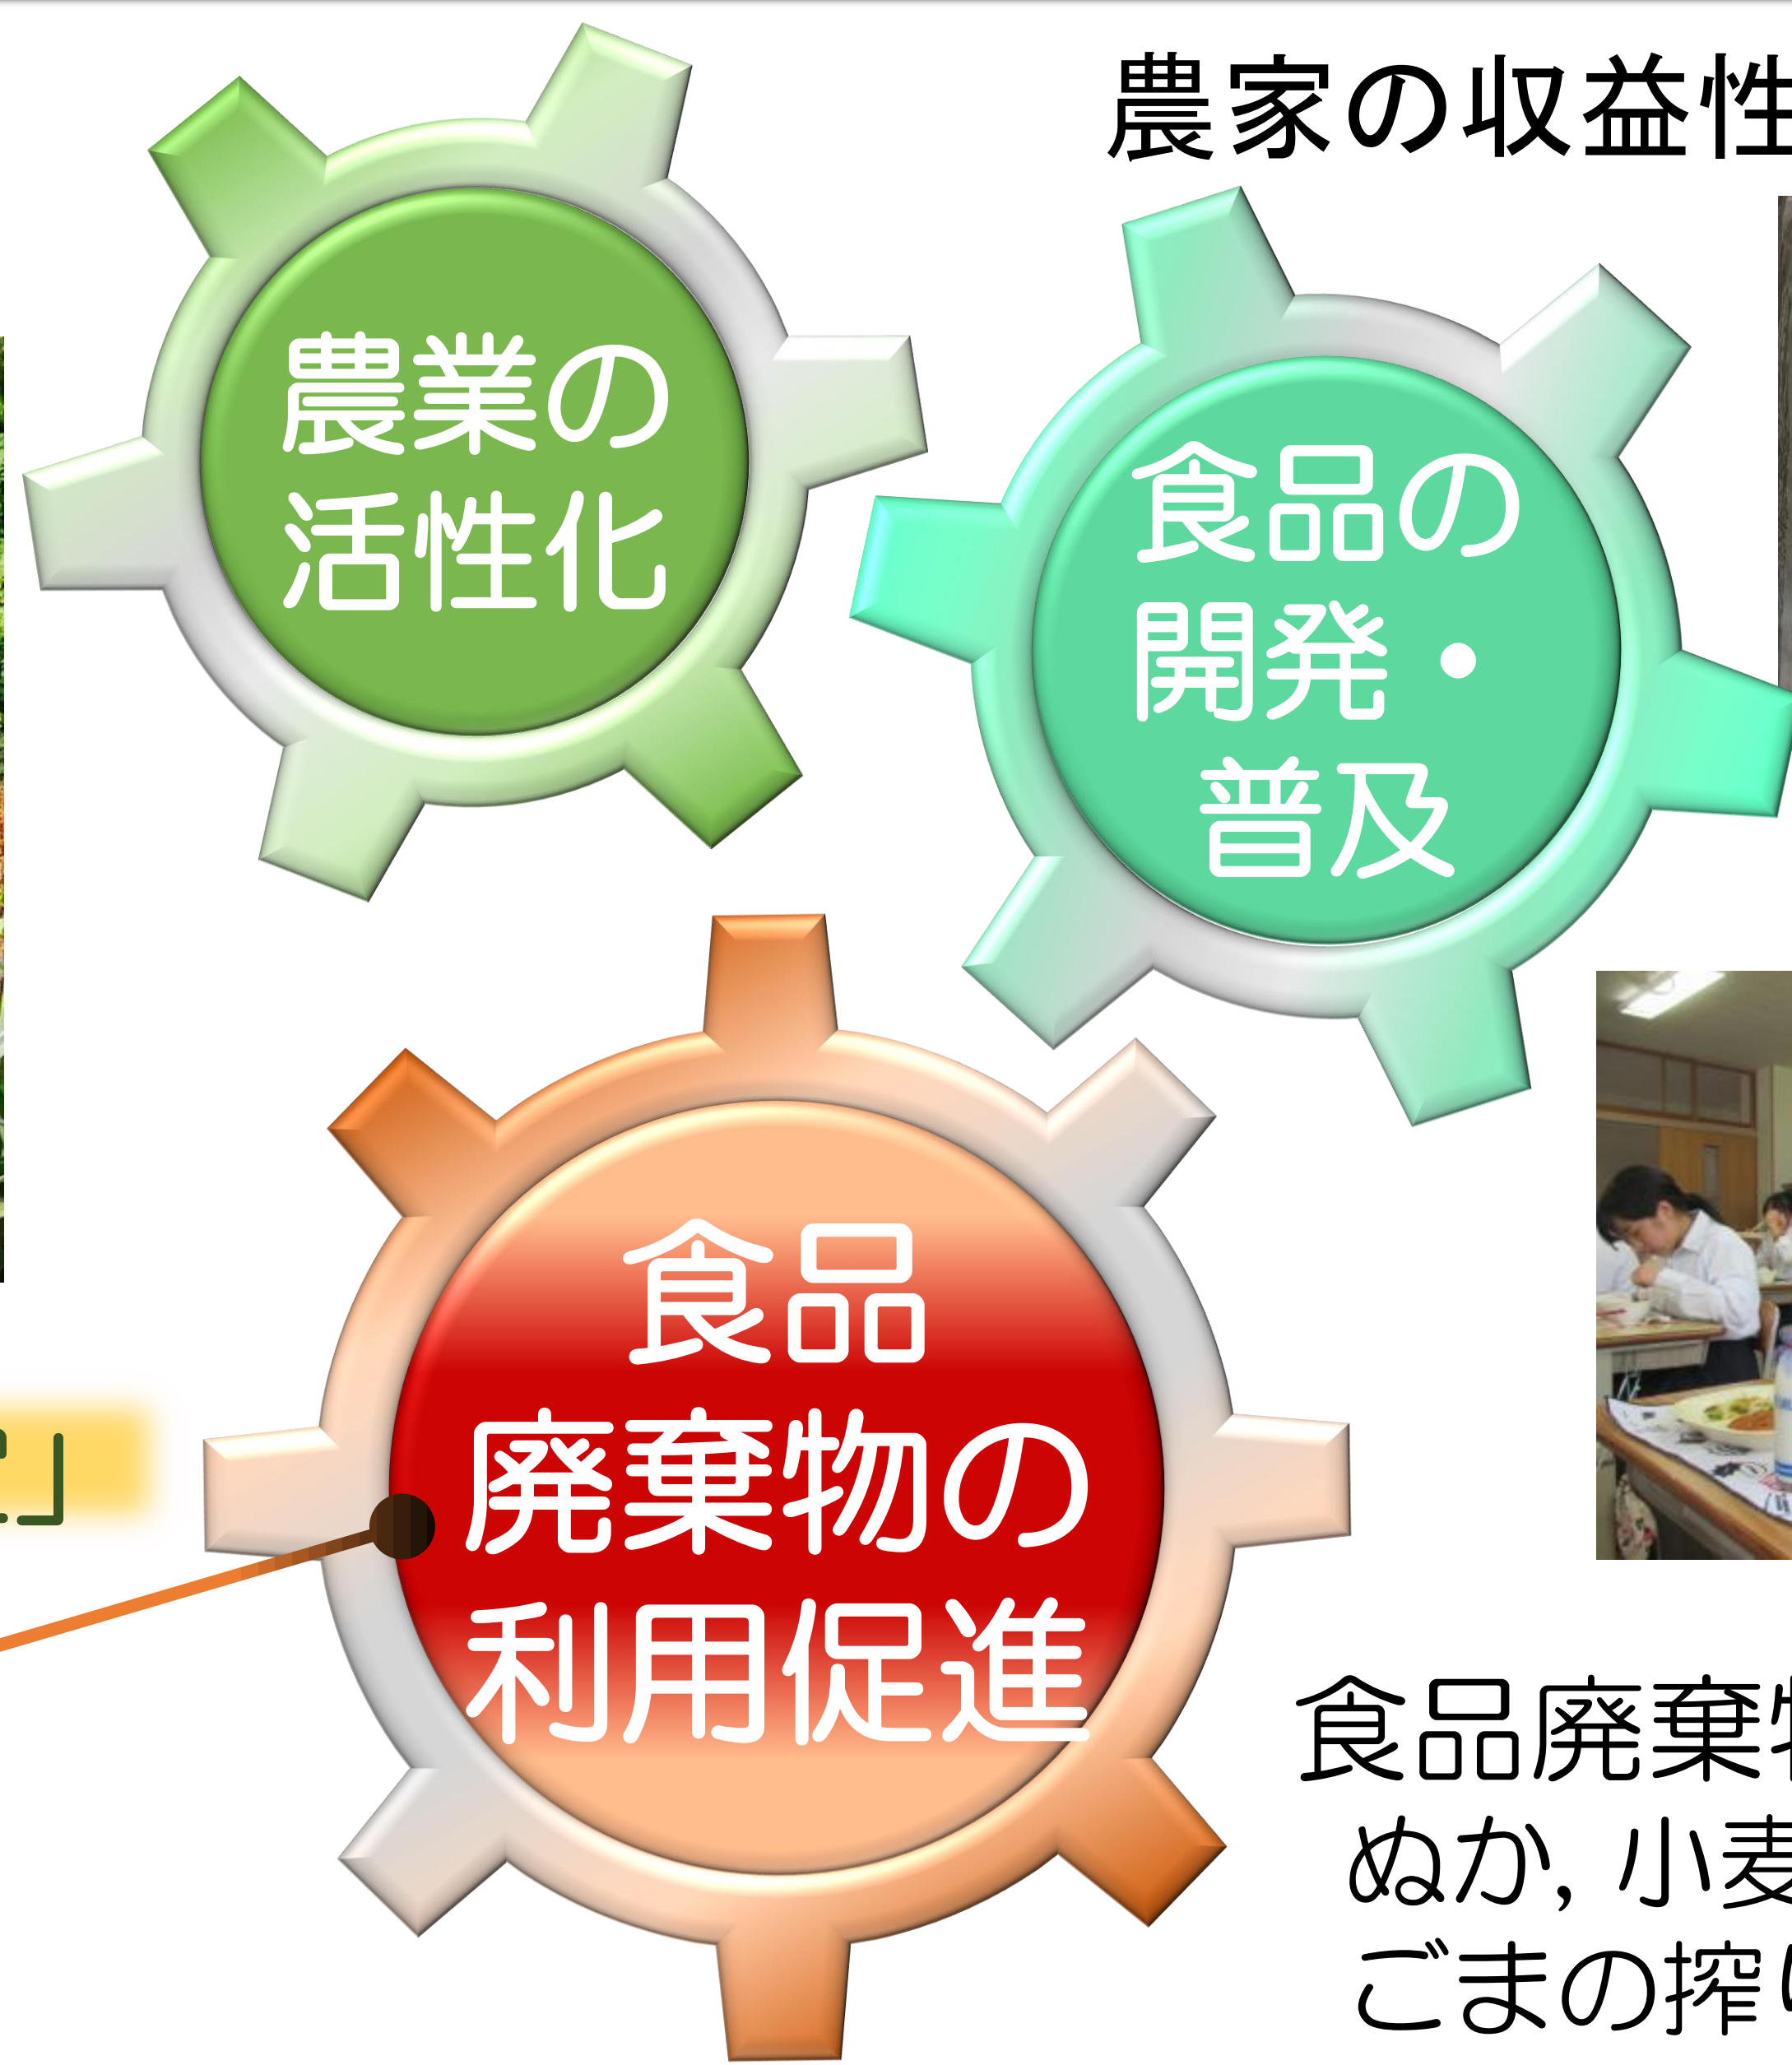 農家の収益性
農業の
活性化
食品の
開発・
普及
食品
廃棄物の
利用促進
」
食品廃棄
ぬか, 小麦
ごまの搾